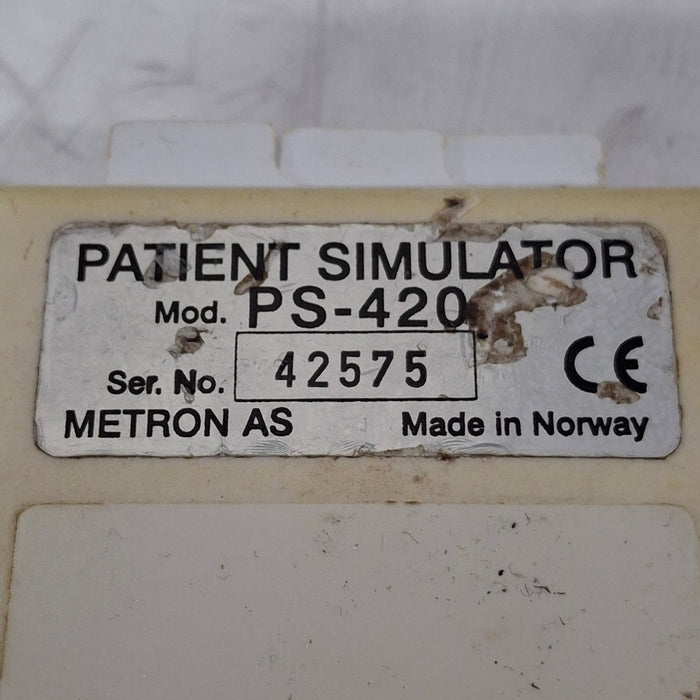 PATIENT SIMULATOR
Mod. PS-420
Ser. No. 42575
CE
METRON AS Made in Norway